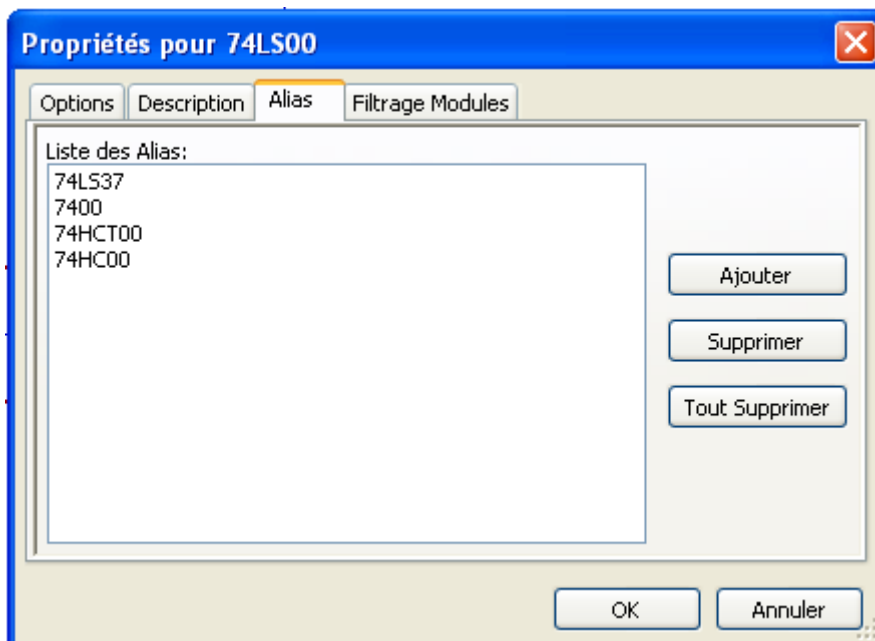 Propriétés pour 74LS00
Options
Description
Alias
Filtrage Modules
Liste des Alias:
74LS37
7400
74HCT00
74HC00
Ajouter
Supprimer
Tout Supprimer
OK
Annuler